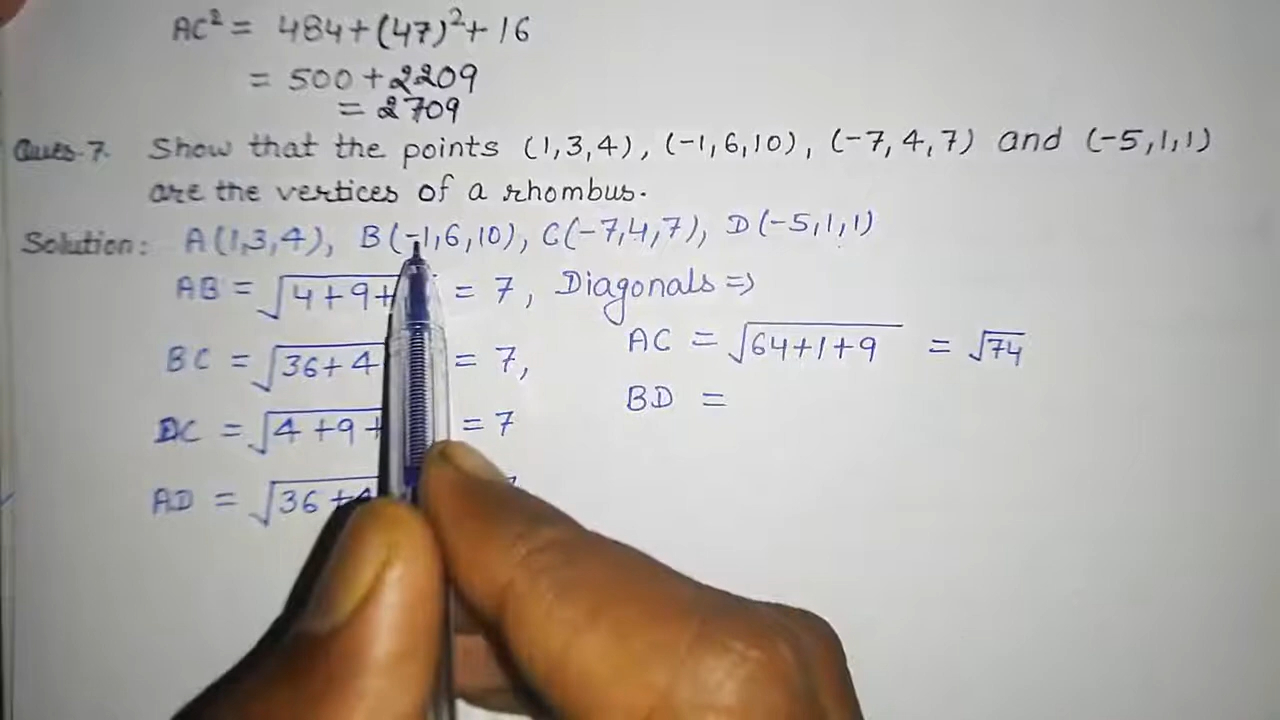 AC² = 484+(47)²+16
= 500+2209
= 2709
Ques.7. Show that the points (1,3,4), (-1,6,10), (-7,4,7) and (-5,1,1)
are the vertices of a rhombus.
Solution: A(1,3,4), B(-1,6,10), C(-7,4,7), D(-5,1,1)
AB = √4+9+ = 7, Diagonals ⇒
AC = √64+1+9 = √74
BC = √36+4 = 7,
BD =
DC = √4+9+ = 7
AD = √36+4